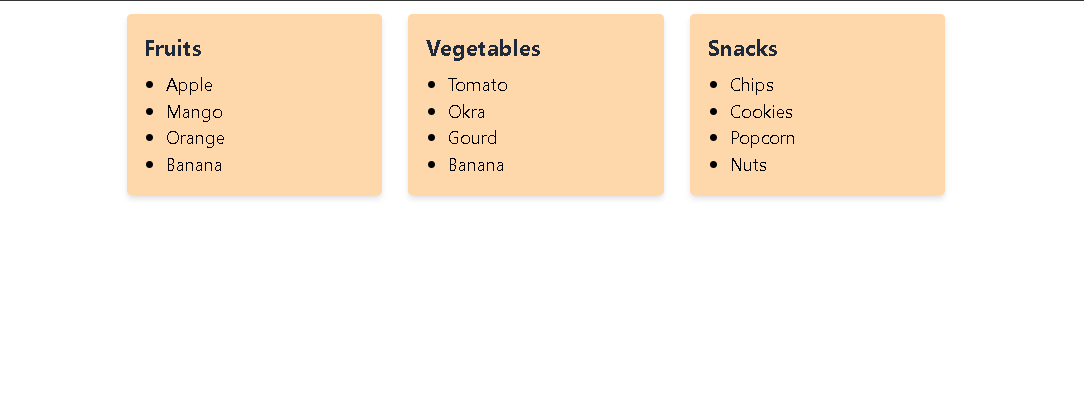 Fruits
Apple
Mango
Orange
Banana
Vegetables
Tomato
Okra
Gourd
Banana
Snacks
Chips
Cookies
Popcorn
Nuts